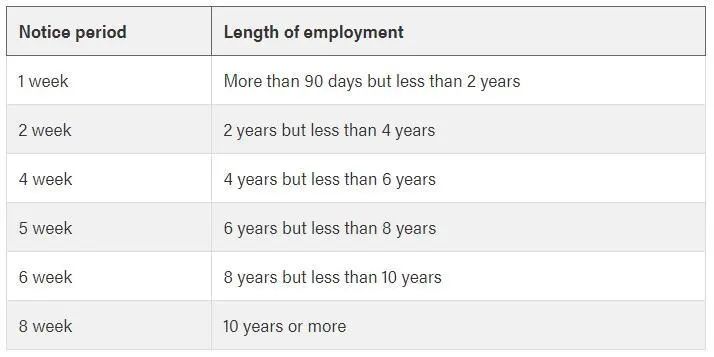 Notice period Length of employment
1 week More than 90 days but less than 2 years
2 week 2 years but less than 4 years
4 week 4 years but less than 6 years
5 week 6 years but less than 8 years
6 week 8 years but less than 10 years
8 week 10 years or more